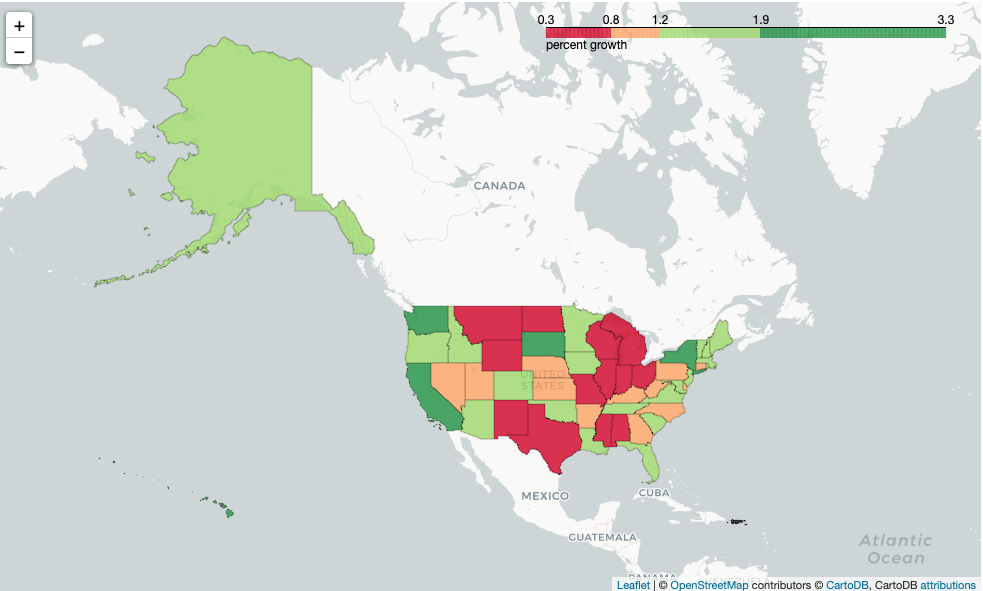 +
−
0.3 0.8 1.2 1.9 3.3
percent growth
CANADA
UNITED
STATES
MEXICO
CUBA
GUATEMALA
Atlantic
Ocean
PANAMA
Leaflet | © OpenStreetMap contributors © CartoDB, CartoDB attributions